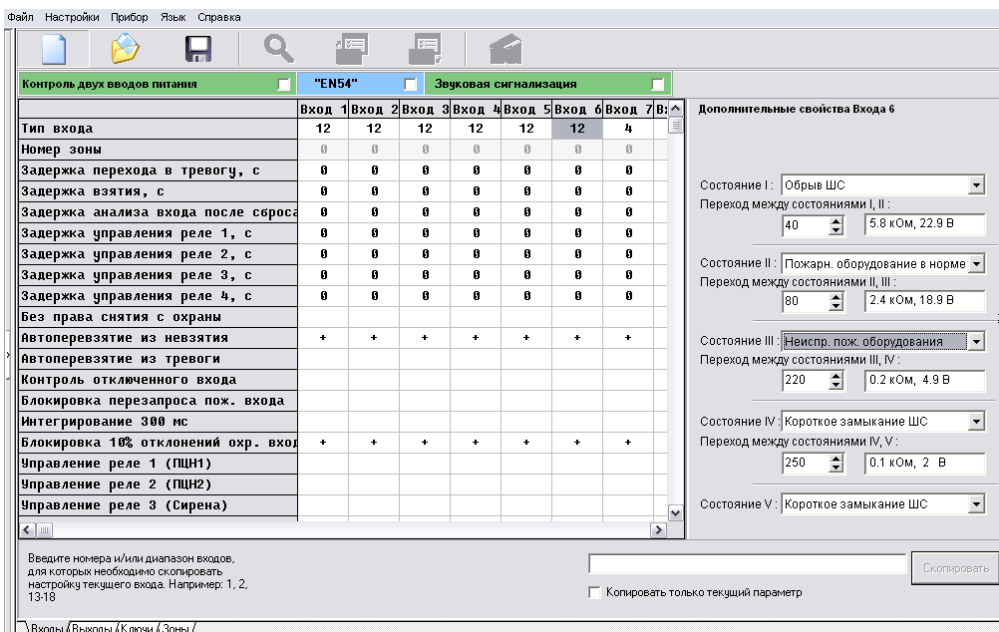 Файл Настройки Прибор Язык Справка
Контроль двух вводов питания "EN54" Звуковая сигнализация
Вход 1 Вход 2 Вход 3 Вход 4 Вход 5 Вход 6 Вход 7
Тип входа 12 12 12 12 12 12 4
Номер зоны 0 0 0 0 0 0 0
Задержка перехода в тревогу, с 0 0 0 0 0 0 0
Задержка взятия, с 0 0 0 0 0 0 0
Задержка анализа входа после сброса 0 0 0 0 0 0 0
Задержка управления реле 1, с 0 0 0 0 0 0 0
Задержка управления реле 2, с 0 0 0 0 0 0 0
Задержка управления реле 3, с 0 0 0 0 0 0 0
Задержка управления реле 4, с 0 0 0 0 0 0 0
Без права снятия с охраны
Автоперевзятие из невзятия + + + + + + +
Автоперевзятие из тревоги
Контроль отключенного входа
Блокировка перезапроса пож. входа
Интегрирование 300 мс
Блокировка 10% отклонений охр. вход + + + + + + +
Управление реле 1 (ПЦН1)
Управление реле 2 (ПЦН2)
Управление реле 3 (Сирена)
Дополнительные свойства Входа 6
Состояние I : Обрыв ШС
Переход между состояниями I, II :
40 5.8 кОм, 22.9 В
Состояние II : Пожарн. оборудование в норме
Переход между состояниями II, III :
80 2.4 кОм, 18.9 В
Состояние III : Неиспр. пож. оборудования
Переход между состояниями III, IV :
220 0.2 кОм, 4.9 В
Состояние IV : Короткое замыкание ШС
Переход между состояниями IV, V :
250 0.1 кОм, 2 В
Состояние V : Короткое замыкание ШС
Введите номера и/или диапазон входов,
для которых необходимо скопировать
настройку текущего входа. Например: 1, 2,
13-18
Скопировать
Копировать только текущий параметр
Входы Выходы Ключи Зоны